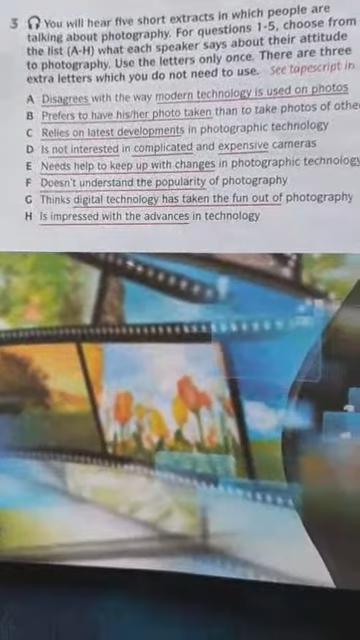 3 You will hear five short extracts in which people are
talking about photography. For questions 1-5, choose from
the list (A-H) what each speaker says about their attitude
to photography. Use the letters only once. There are three
extra letters which you do not need to use. See tapescript in
A Disagrees with the way modern technology is used on photos
B Prefers to have his/her photo taken than to take photos of
C Relies on latest developments in photographic technology
D Is not interested in complicated and expensive cameras
E Needs help to keep up with changes in photographic technology
F Doesn't understand the popularity of photography
G Thinks digital technology has taken the fun out of photography
H Is impressed with the advances in technology